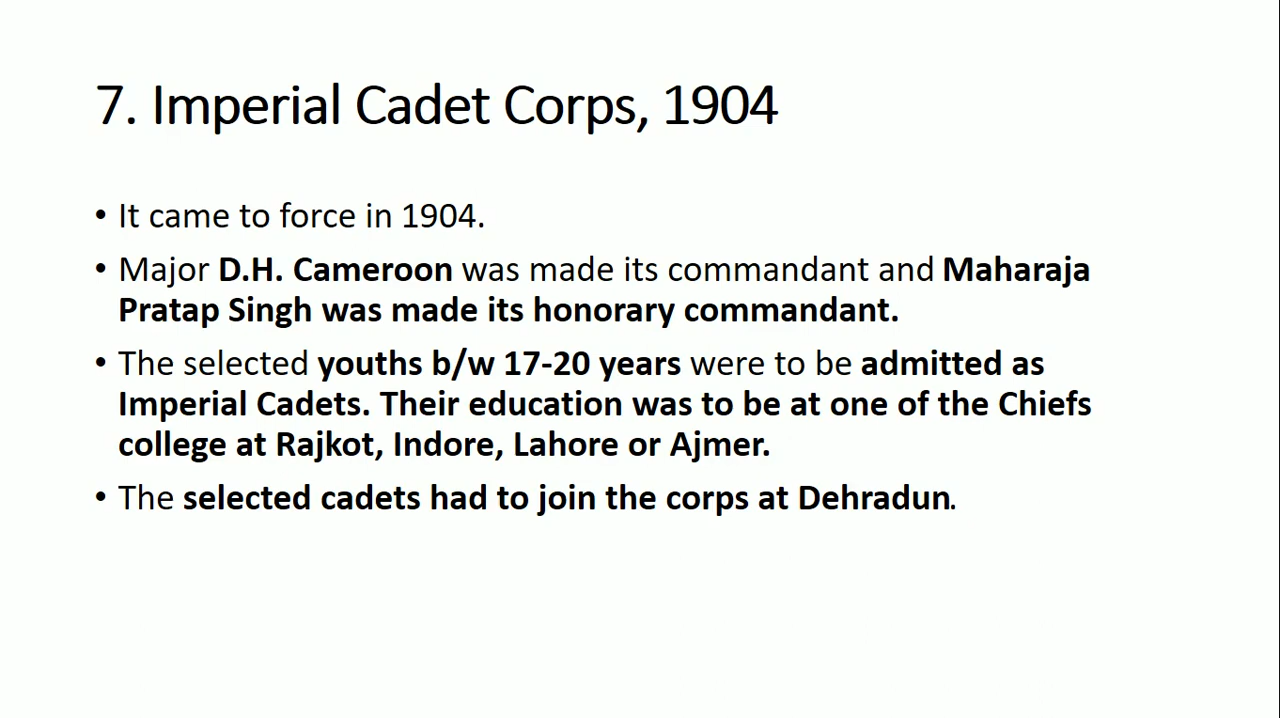 7. Imperial Cadet Corps, 1904
• It came to force in 1904.
• Major D.H. Cameroon was made its commandant and Maharaja
Pratap Singh was made its honorary commandant.
• The selected youths b/w 17-20 years were to be admitted as
Imperial Cadets. Their education was to be at one of the Chiefs
college at Rajkot, Indore, Lahore or Ajmer.
• The selected cadets had to join the corps at Dehradun.